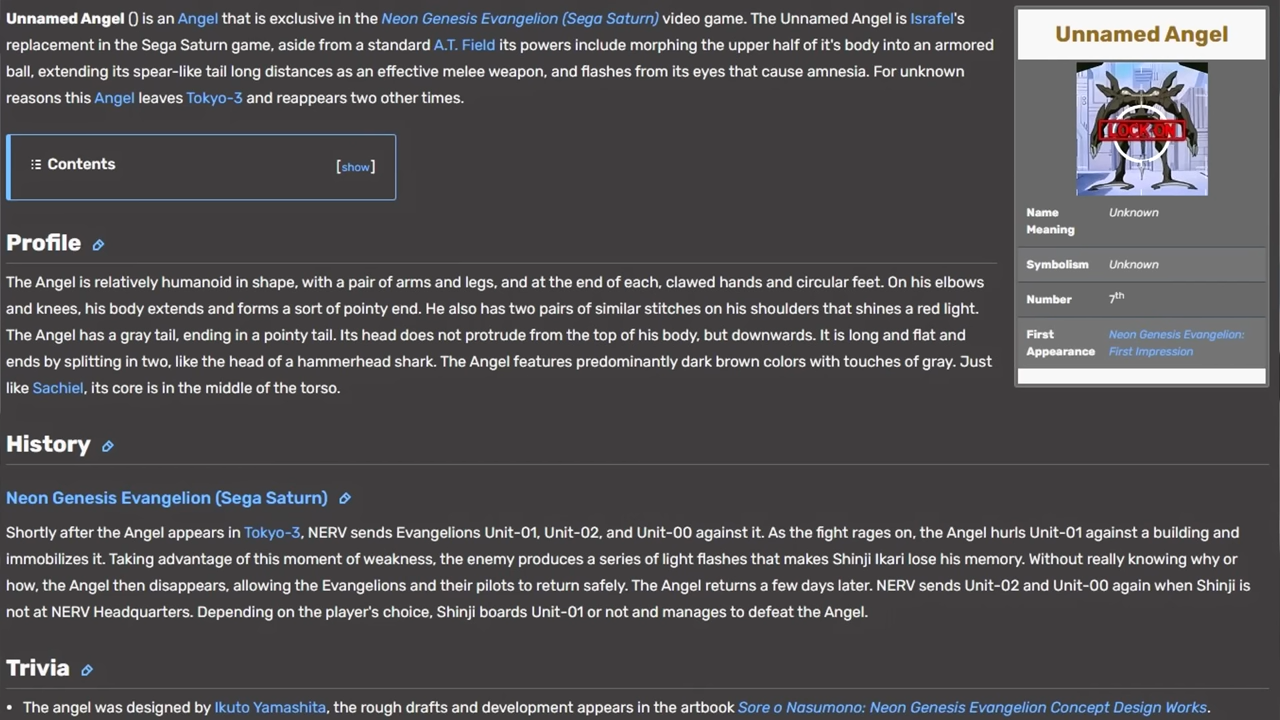 Unnamed Angel () is an Angel that is exclusive in the Neon Genesis Evangelion (Sega Saturn) video game. The Unnamed Angel is Israfel's
replacement in the Sega Saturn game, aside from a standard A.T. Field its powers include morphing the upper half of it's body into an armored
ball, extending its spear-like tail long distances as an effective melee weapon, and flashes from its eyes that cause amnesia. For unknown
reasons this Angel leaves Tokyo-3 and reappears two other times.
Contents [show]
Unnamed Angel
LOCK ON
Name Meaning Unknown
Symbolism Unknown
Number 7th
First Appearance Neon Genesis Evangelion: First Impression
Profile
The Angel is relatively humanoid in shape, with a pair of arms and legs, and at the end of each, clawed hands and circular feet. On his elbows
and knees, his body extends and forms a sort of pointy end. He also has two pairs of similar stitches on his shoulders that shines a red light.
The Angel has a gray tail, ending in a pointy tail. Its head does not protrude from the top of his body, but downwards. It is long and flat and
ends by splitting in two, like the head of a hammerhead shark. The Angel features predominantly dark brown colors with touches of gray. Just
like Sachiel, its core is in the middle of the torso.
History
Neon Genesis Evangelion (Sega Saturn)
Shortly after the Angel appears in Tokyo-3, NERV sends Evangelions Unit-01, Unit-02, and Unit-00 against it. As the fight rages on, the Angel hurls Unit-01 against a building and
immobilizes it. Taking advantage of this moment of weakness, the enemy produces a series of light flashes that makes Shinji Ikari lose his memory. Without really knowing why or
how, the Angel then disappears, allowing the Evangelions and their pilots to return safely. The Angel returns a few days later. NERV sends Unit-02 and Unit-00 again when Shinji is
not at NERV Headquarters. Depending on the player's choice, Shinji boards Unit-01 or not and manages to defeat the Angel.
Trivia
• The angel was designed by Ikuto Yamashita, the rough drafts and development appears in the artbook Sore o Nasumono: Neon Genesis Evangelion Concept Design Works.